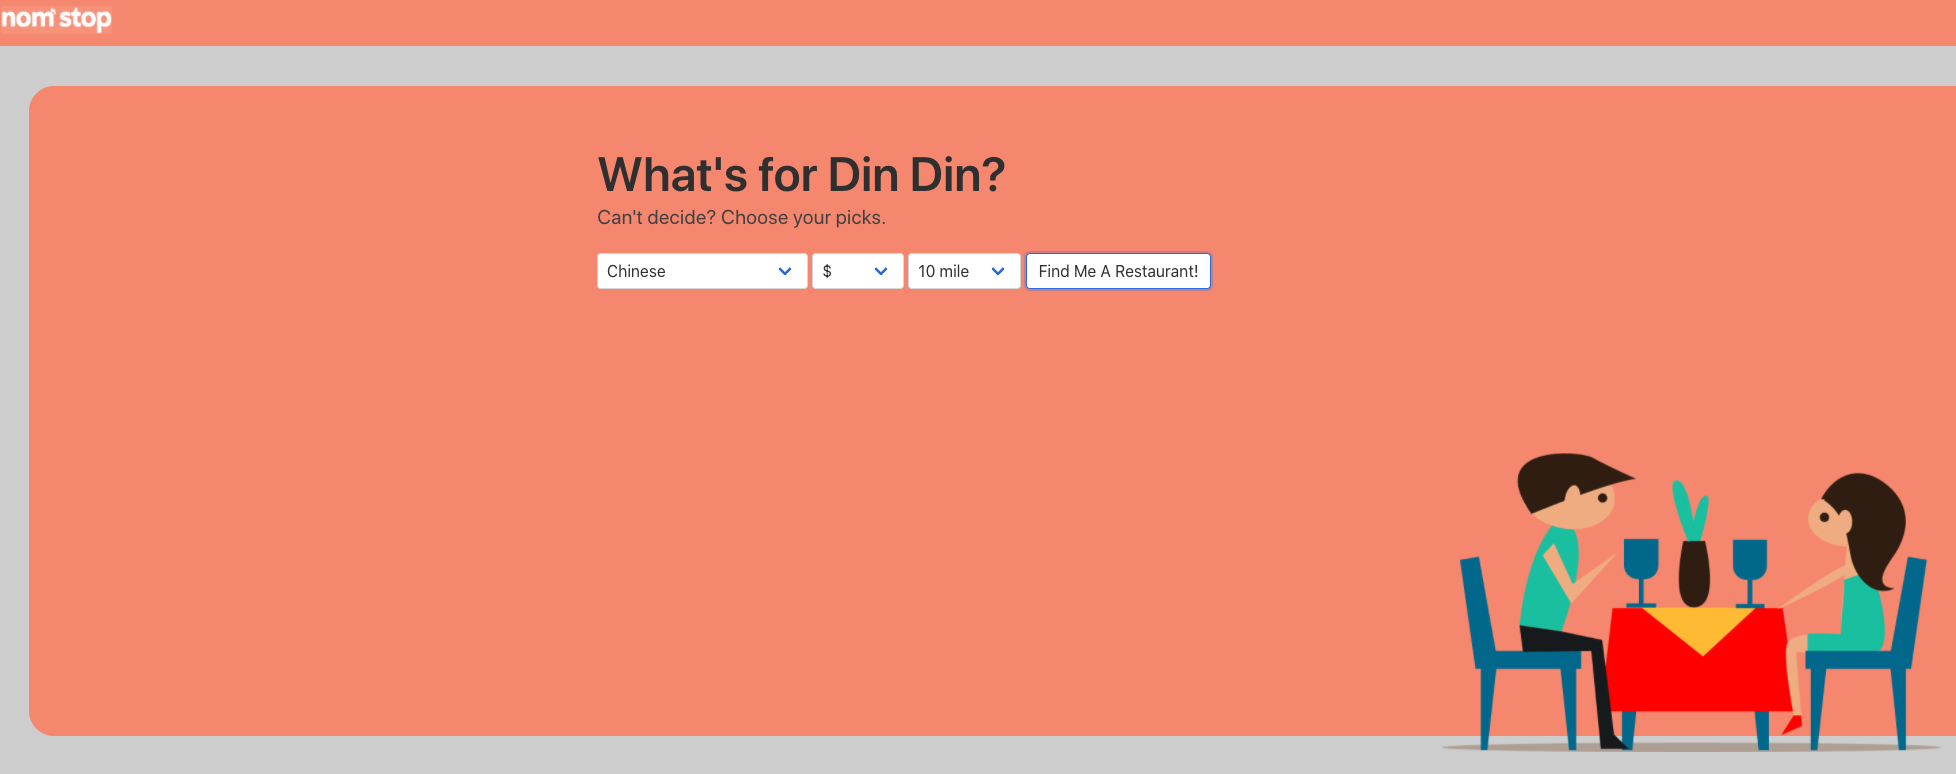 nom stop
What's for Din Din?
Can't decide? Choose your picks.
Chinese $ 10 mile Find Me A Restaurant!